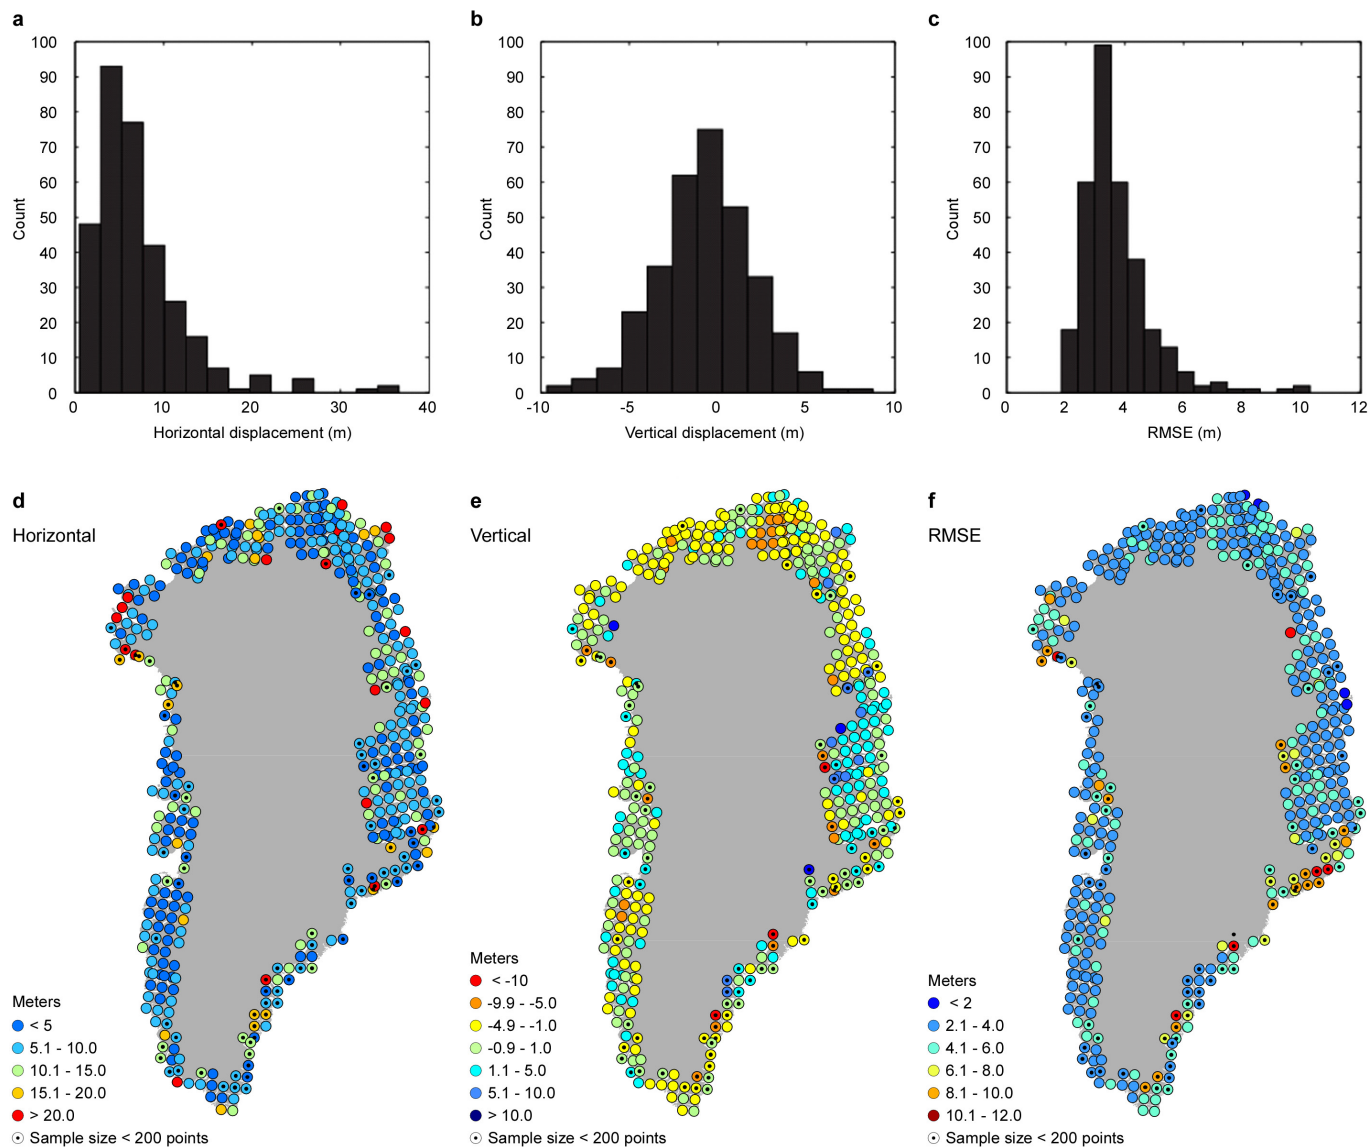 a
b
c
100
90
80
70
60
50
40
30
20
10
0
Count
0
10
20
30
40
Horizontal displacement (m)
100
90
80
70
60
50
40
30
20
10
0
Count
-10
-5
0
5
10
Vertical displacement (m)
100
90
80
70
60
50
40
30
20
10
0
Count
0
2
4
6
8
10
12
RMSE (m)
d
Horizontal
Meters
< 5
5.1 - 10.0
10.1 - 15.0
15.1 - 20.0
> 20.0
Sample size < 200 points
e
Vertical
Meters
< -10
-9.9 - -5.0
-4.9 - -1.0
-0.9 - 1.0
1.1 - 5.0
5.1 - 10.0
> 10.0
Sample size < 200 points
f
RMSE
Meters
< 2
2.1 - 4.0
4.1 - 6.0
6.1 - 8.0
8.1 - 10.0
10.1 - 12.0
Sample size < 200 points